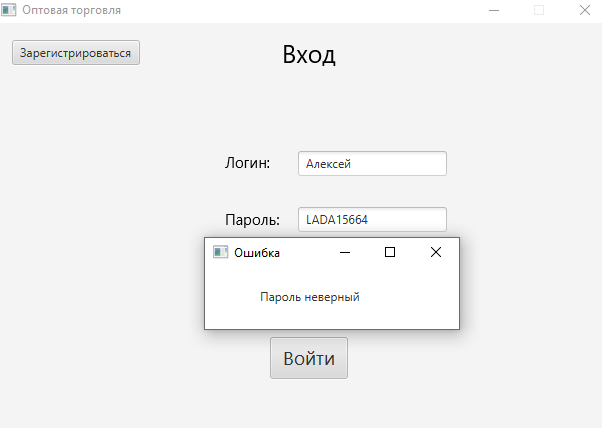 Оптовая торговля
Зарегистрироваться
Вход
Логин:
Алексей
Пароль:
LADA15664
Ошибка
Пароль неверный
Войти